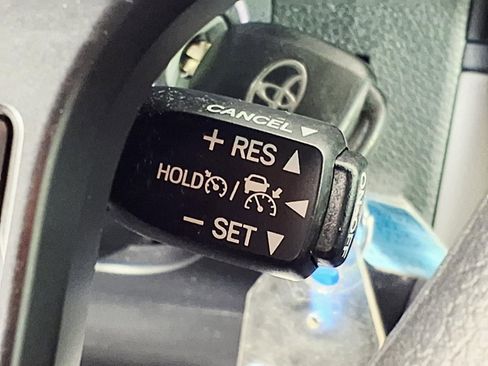 CANCEL ▼
+ RES ▲
HOLD /
- SET ▼